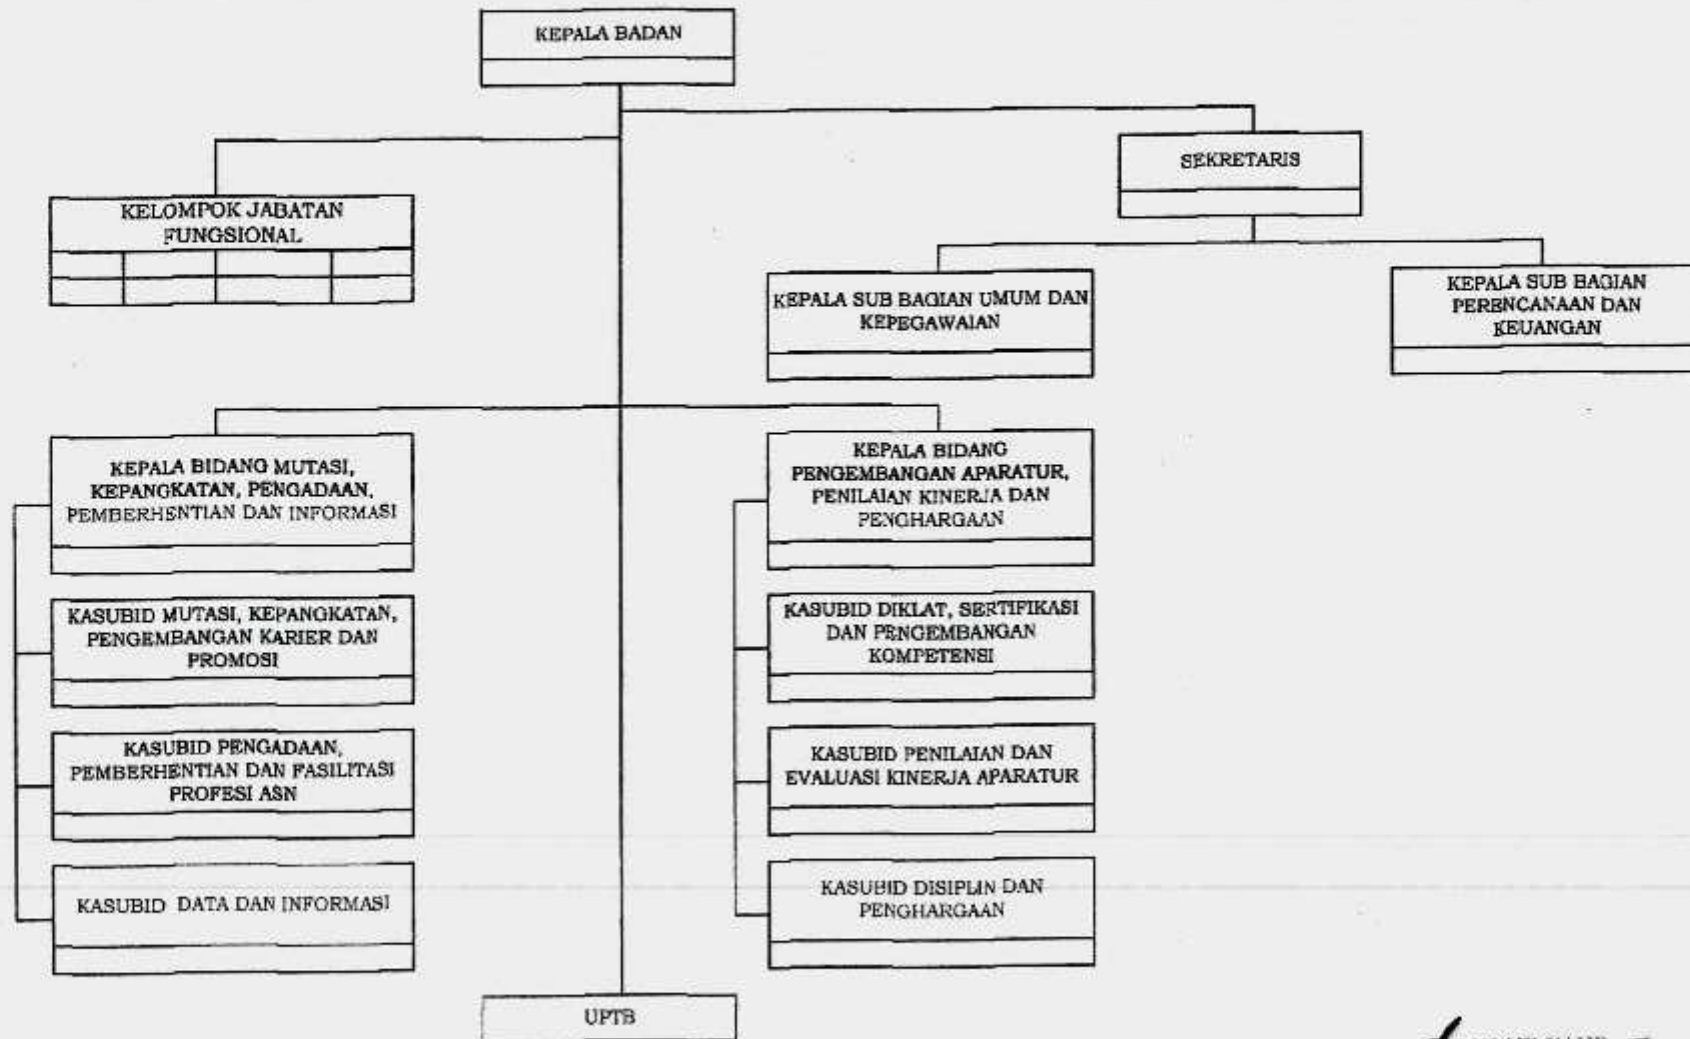 KEPALA BADAN
SEKRETARIS
KELOMPOK JABATAN
FUNGSIONAL
KEPALA SUB BAGIAN UMUM DAN
KEPEGAWAIAN
KEPALA SUB BAGIAN
PERENCANAAN DAN
KEUANGAN
KEPALA BIDANG MUTASI,
KEPANGKATAN, PENGADAAN,
PEMBERHENTIAN DAN INFORMASI
KEPALA BIDANG
PENGEMBANGAN APARATUR,
PENILAIAN KINERJA DAN
PENGHARGAAN
KASUBID MUTASI, KEPANGKATAN,
PENGEMBANGAN KARIER DAN
PROMOSI
KASUBID DIKLAT, SERTIFIKASI
DAN PENGEMBANGAN
KOMPETENSI
KASUBID PENGADAAN,
PEMBERHENTIAN DAN FASILITASI
PROFESI ASN
KASUBID PENILAIAN DAN
EVALUASI KINERJA APARATUR
KASUBID DATA DAN INFORMASI
KASUBID DISIPLIN DAN
PENGHARGAAN
UPTB